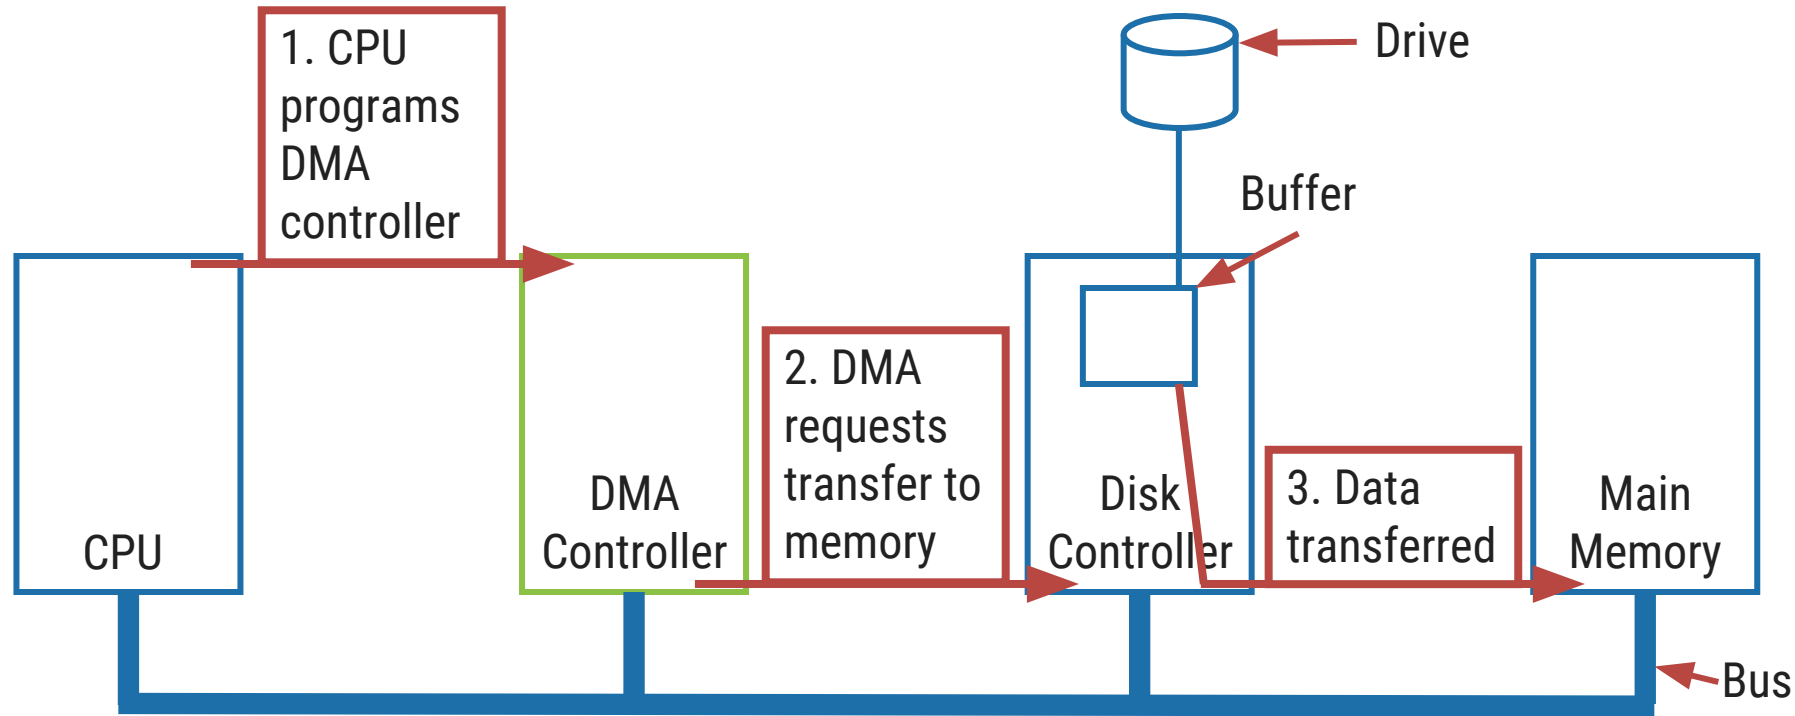 1. CPU
programs
DMA
controller
Drive
Buffer
2. DMA
requests
transfer to
memory
3. Data
transferred
CPU
DMA
Controller
Disk
Controller
Main
Memory
Bus